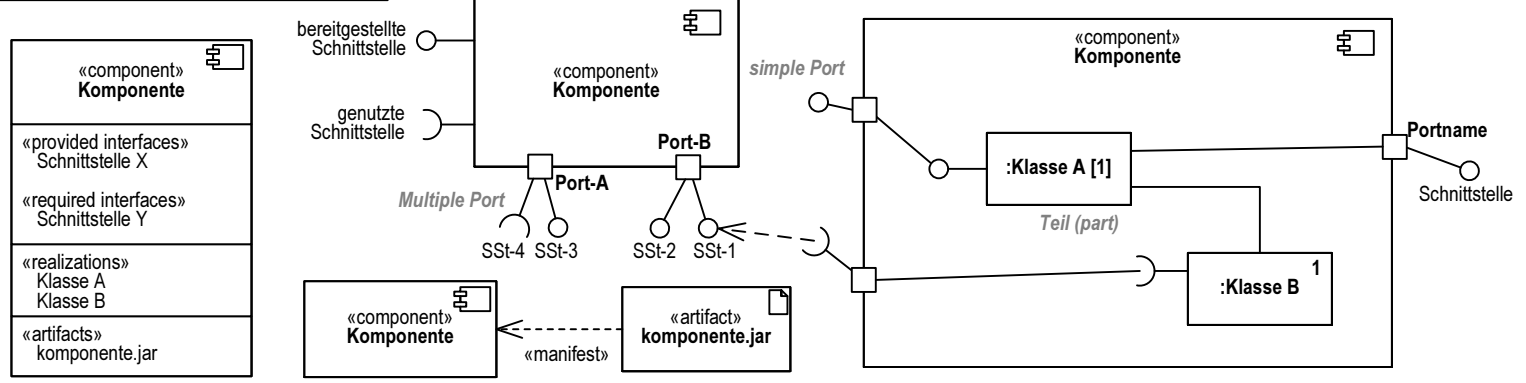 «component»
Komponente
«provided interfaces»
Schnittstelle X
«required interfaces»
Schnittstelle Y
«realizations»
Klasse A
Klasse B
«artifacts»
komponente.jar
bereitgestellte
Schnittstelle
genutzte
Schnittstelle
«component»
Komponente
Port-B
Port-A
Multiple Port
SSt-4
SSt-3
SSt-2
SSt-1
«component»
Komponente
«manifest»
«artifact»
komponente.jar
«component»
Komponente
simple Port
:Klasse A [1]
Teil (part)
1
:Klasse B
Portname
Schnittstelle